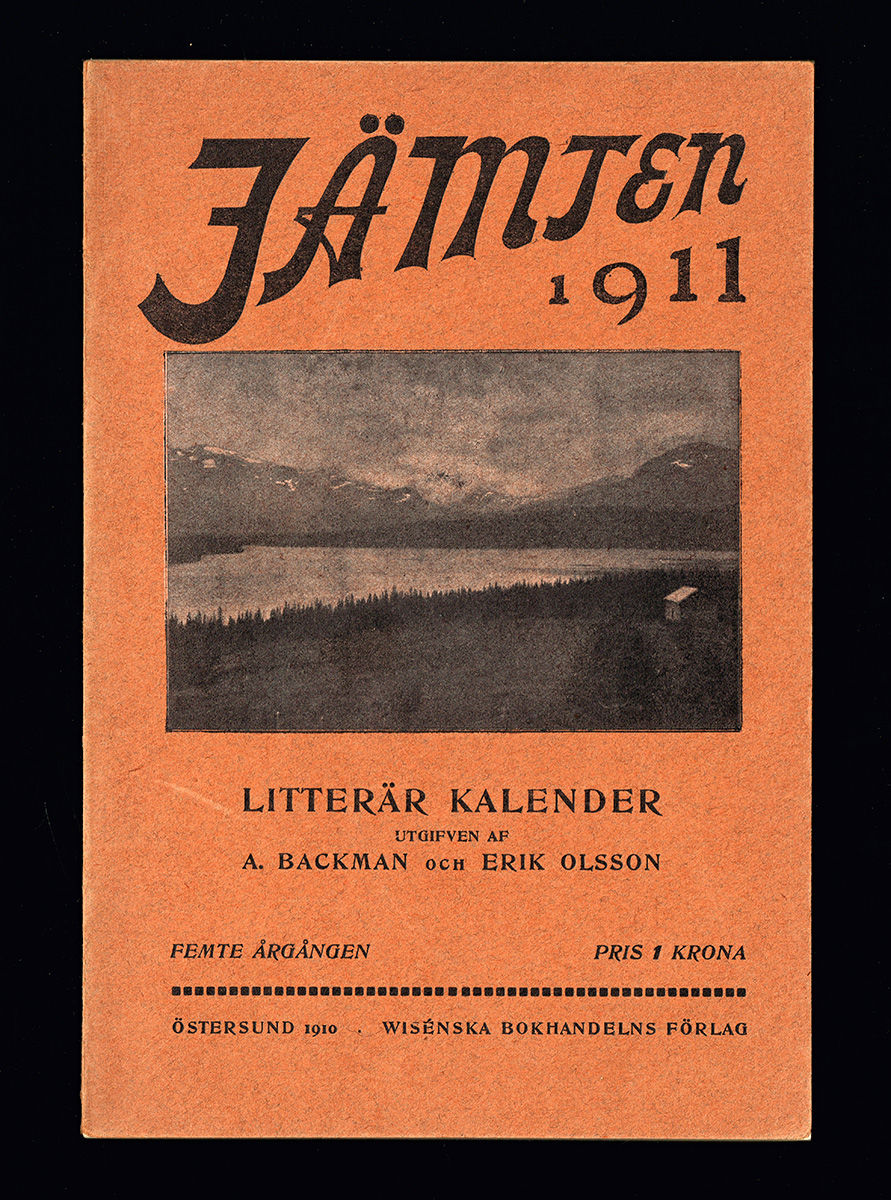 JÄMTEN
1911
LITTERÄR KALENDER
UTGIFVEN AF
A. BACKMAN OCH ERIK OLSSON
FEMTE ÅRGÅNGEN PRIS 1 KRONA
ÖSTERSUND 1910 . WISÉNSKA BOKHANDELNS FÖRLAG